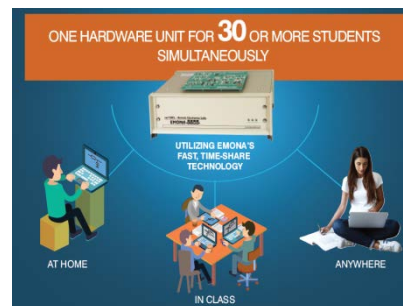 ONE HARDWARE UNIT FOR 30 OR MORE STUDENTS
SIMULTANEOUSLY
UTILIZING EMONA'S
FAST, TIME-SHARE
TECHNOLOGY
AT HOME
ANYWHERE
IN CLASS